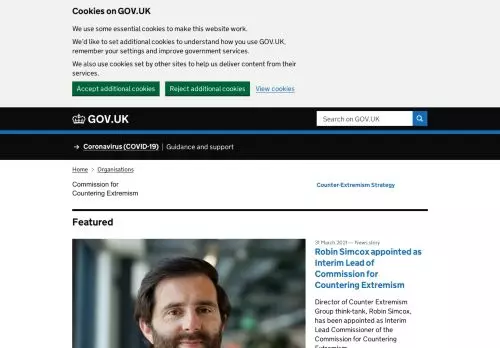 Cookies on GOV.UK
We use some essential cookies to make this website work.
We'd like to set additional cookies to understand how you use GOV.UK,
remember your settings and improve government services.
We also use cookies set by other sites to help us deliver content from their
services.
Accept additional cookies Reject additional cookies View cookies
GOV.UK Search on GOV.UK
→ Coronavirus (COVID-19) | Guidance and support
Home > Organisations
Commission for
Countering Extremism
Counter-Extremism Strategy
Featured
31 March 2021 — News story
Robin Simcox appointed as
Interim Lead of
Commission for
Countering Extremism
Director of Counter Extremism
Group think-tank, Robin Simcox,
has been appointed as Interim
Lead Commissioner of the
Commission for Countering
Extremism